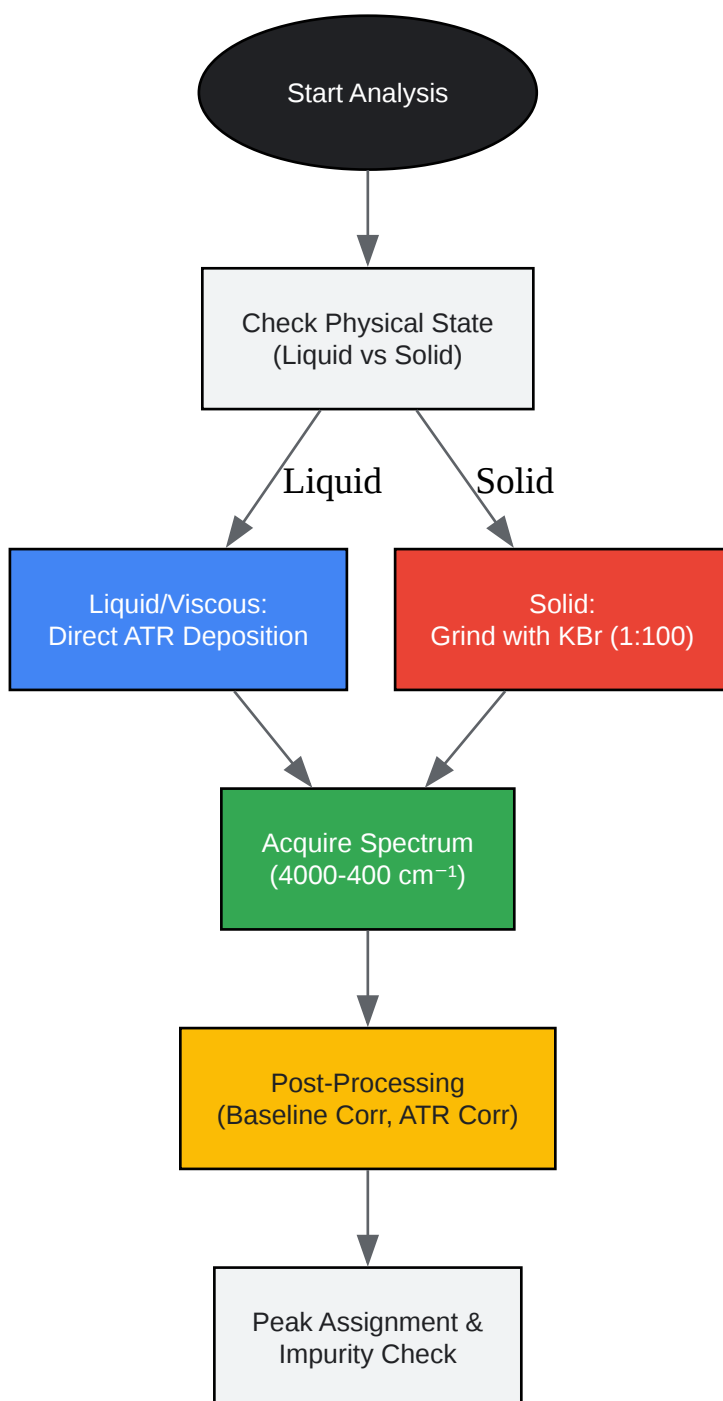 Start Analysis
Check Physical State
(Liquid vs Solid)
Liquid
Solid
Liquid/Viscous:
Direct ATR Deposition
Solid:
Grind with KBr (1:100)
Acquire Spectrum
(4000-400 cm⁻¹)
Post-Processing
(Baseline Corr, ATR Corr)
Peak Assignment &
Impurity Check